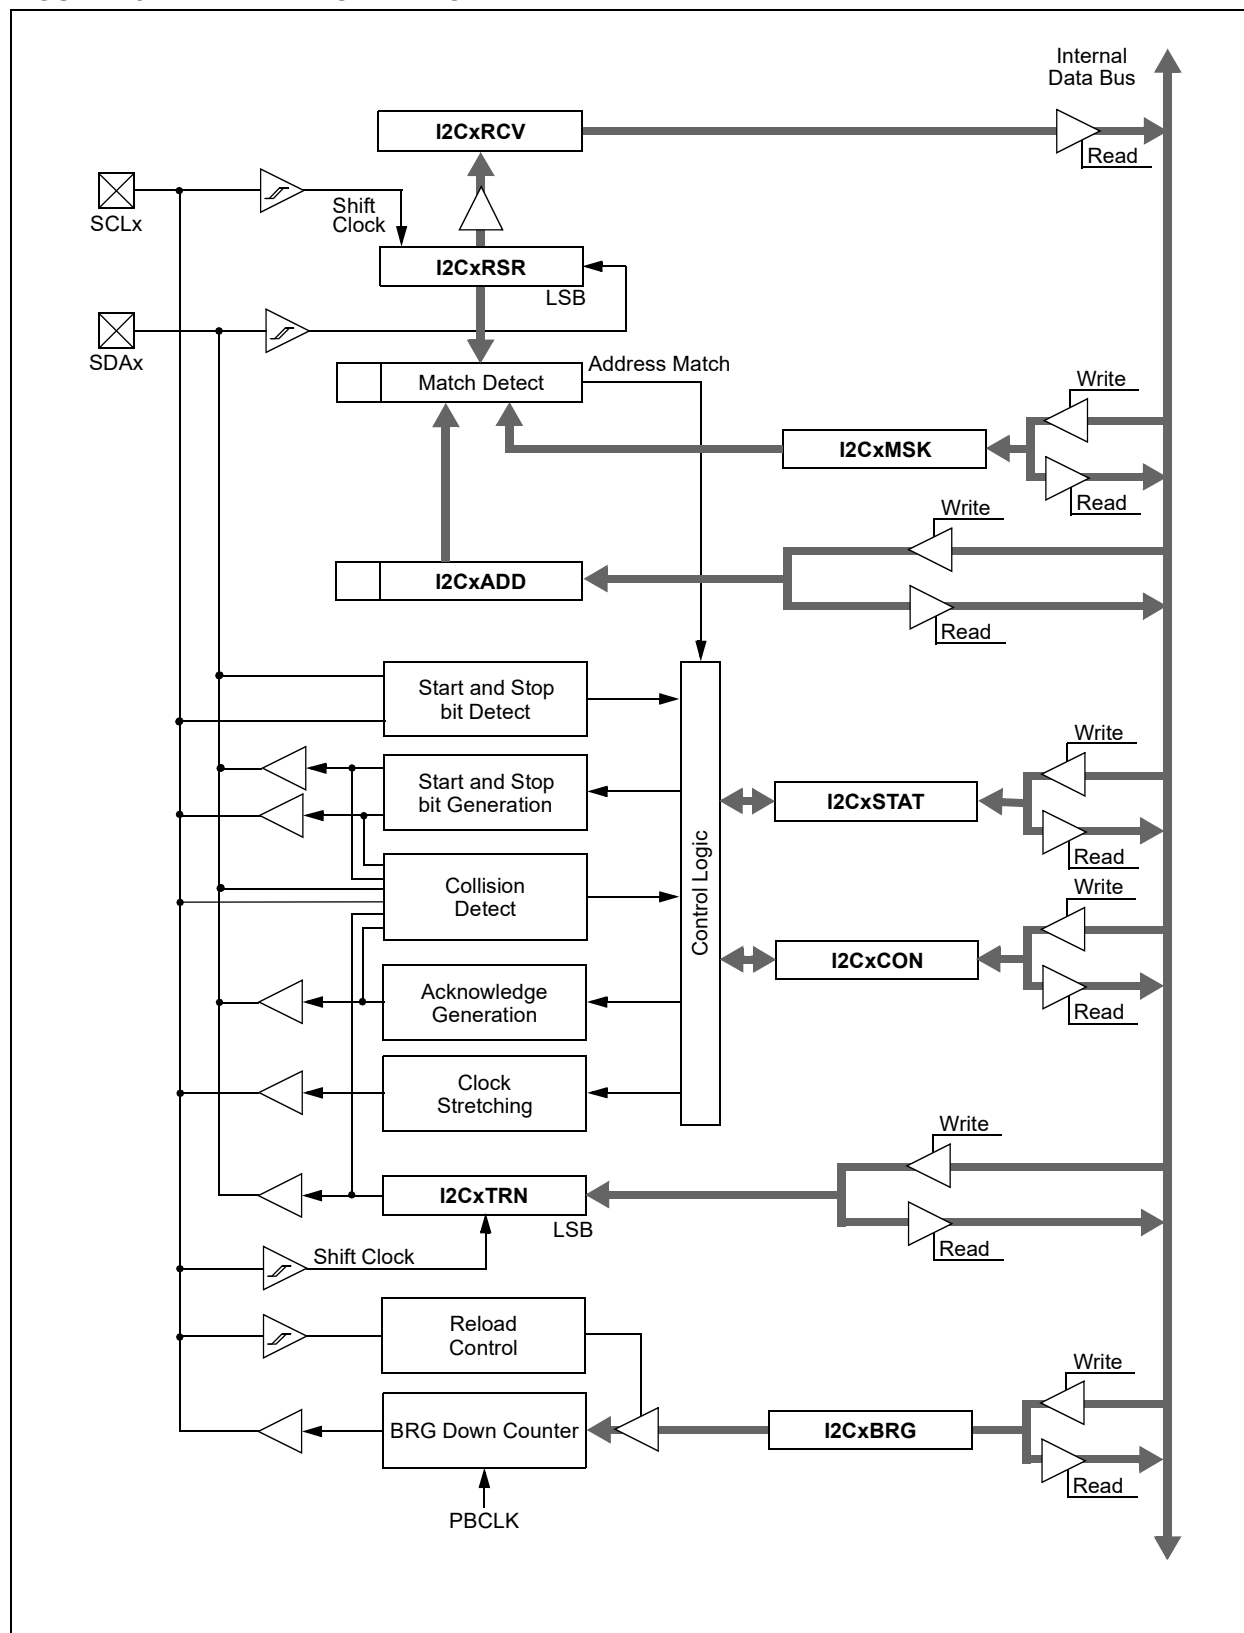 Internal
Data Bus
I2CxRCV
Read
SCLx
Shift
Clock
I2CxRSR
LSB
SDAx
Address Match
Match Detect
Write
I2CxMSK
Read
Write
I2CxADD
Read
Start and Stop
bit Detect
Write
Start and Stop
bit Generation
I2CxSTAT
Read
Control Logic
Collision
Detect
Write
I2CxCON
Acknowledge
Generation
Read
Clock
Stretching
Write
I2CxTRN
LSB
Read
Shift Clock
Reload
Control
Write
BRG Down Counter
I2CxBRG
Read
PBCLK